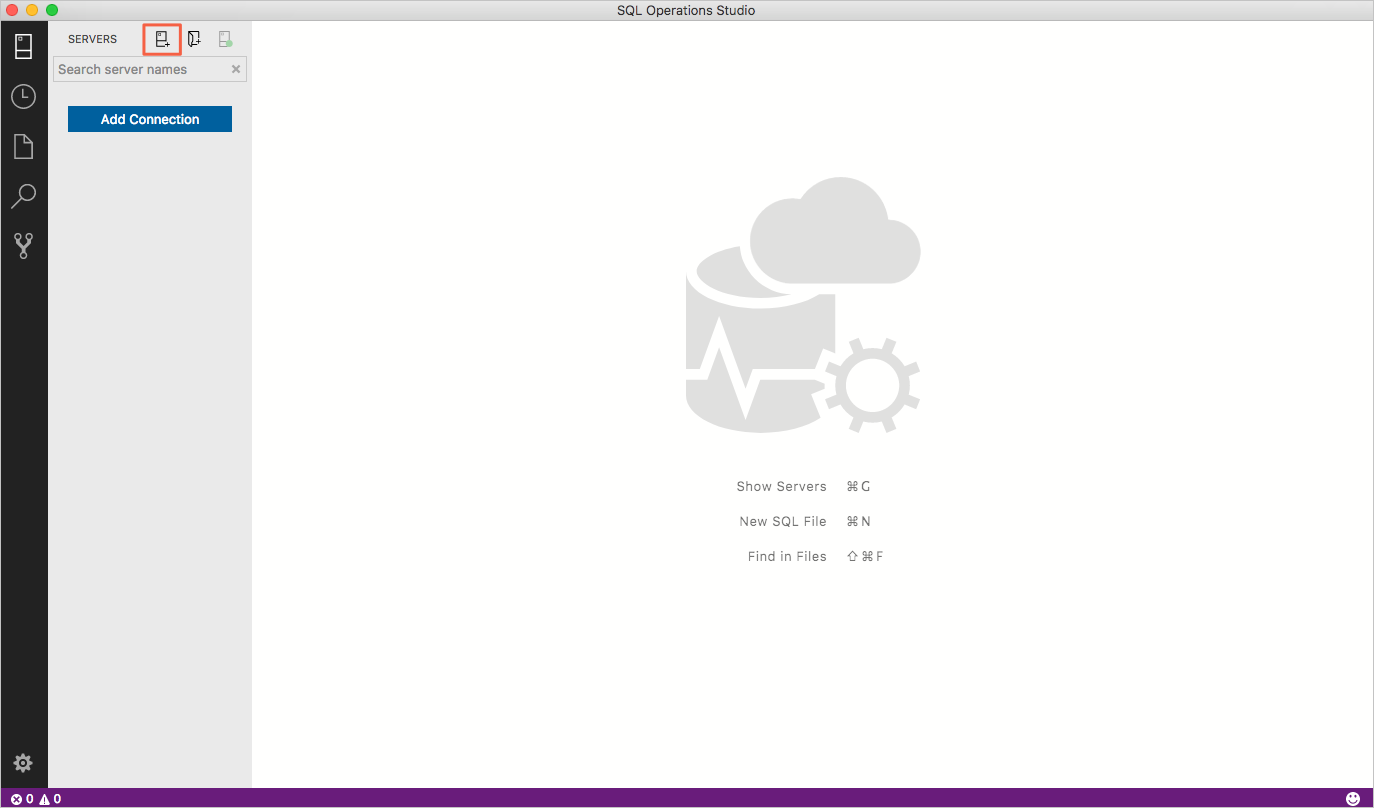 SQL Operations Studio
SERVERS
Search server names
Add Connection
Show Servers ⌘G
New SQL File ⌘N
Find in Files ⇧⌘F
0 0